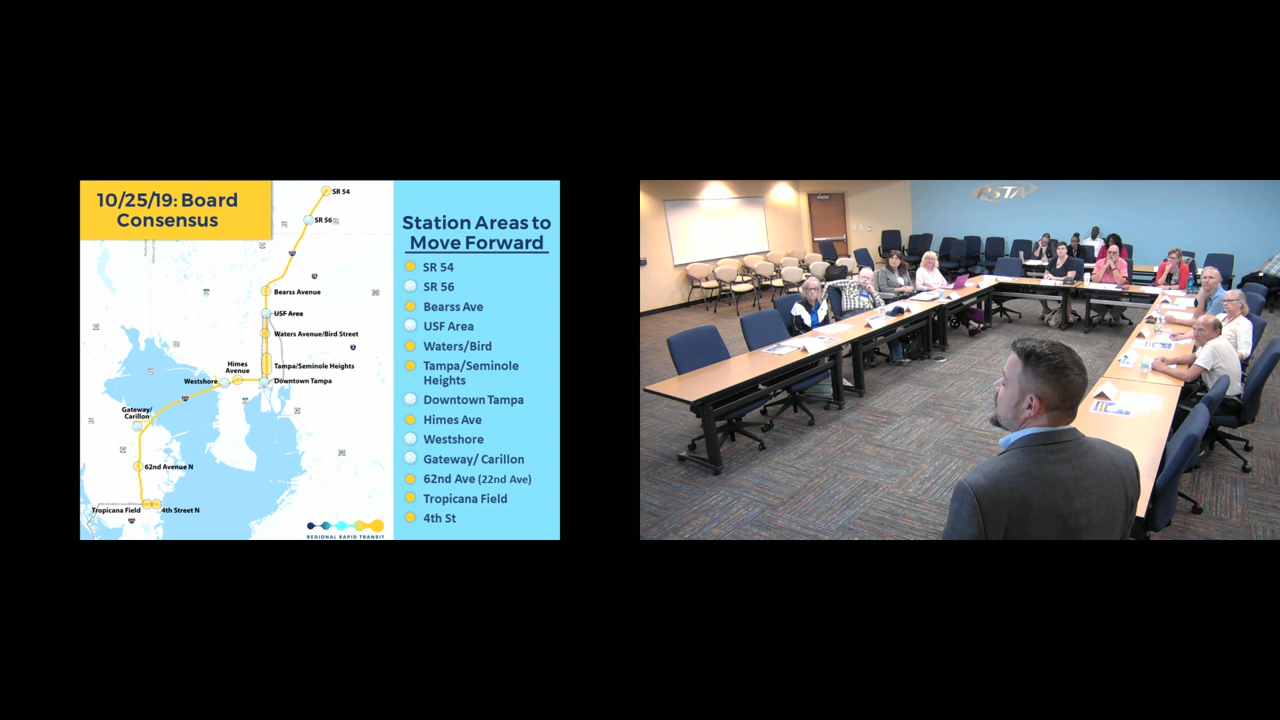 10/25/19: Board
Consensus
SR 54
SR 56
Bearss Avenue
USF Area
Waters Avenue/Bird Street
Tampa/Seminole Heights
Himes
Avenue
Westshore
Downtown Tampa
Gateway/
Carillon
62nd Avenue N
Tropicana Field
4th Street N
REGIONAL RAPID TRANSIT
Station Areas to
Move Forward
SR 54
SR 56
Bearss Ave
USF Area
Waters/Bird
Tampa/Seminole
Heights
Downtown Tampa
Himes Ave
Westshore
Gateway/ Carillon
62nd Ave (22nd Ave)
Tropicana Field
4th St
PSTA